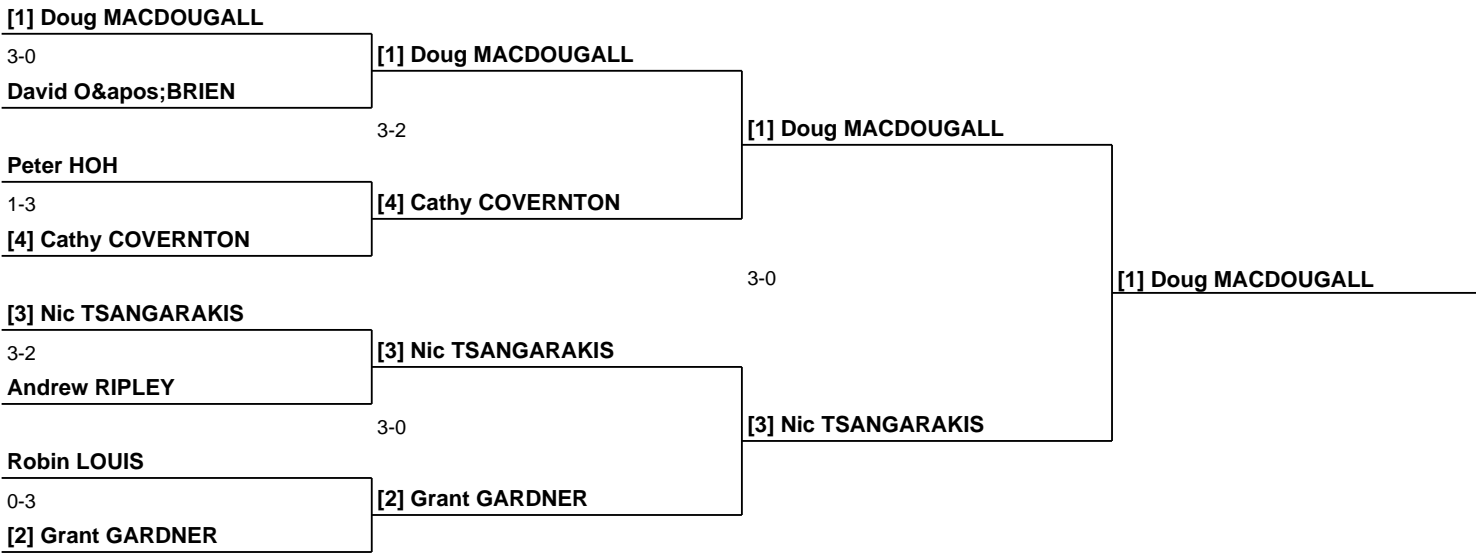 [1] Doug MACDOUGALL
3-0
[1] Doug MACDOUGALL
David O&apos;BRIEN
3-2
[1] Doug MACDOUGALL
Peter HOH
1-3
[4] Cathy COVERNTON
[4] Cathy COVERNTON
3-0
[1] Doug MACDOUGALL
[3] Nic TSANGARAKIS
3-2
[3] Nic TSANGARAKIS
Andrew RIPLEY
3-0
[3] Nic TSANGARAKIS
Robin LOUIS
0-3
[2] Grant GARDNER
[2] Grant GARDNER